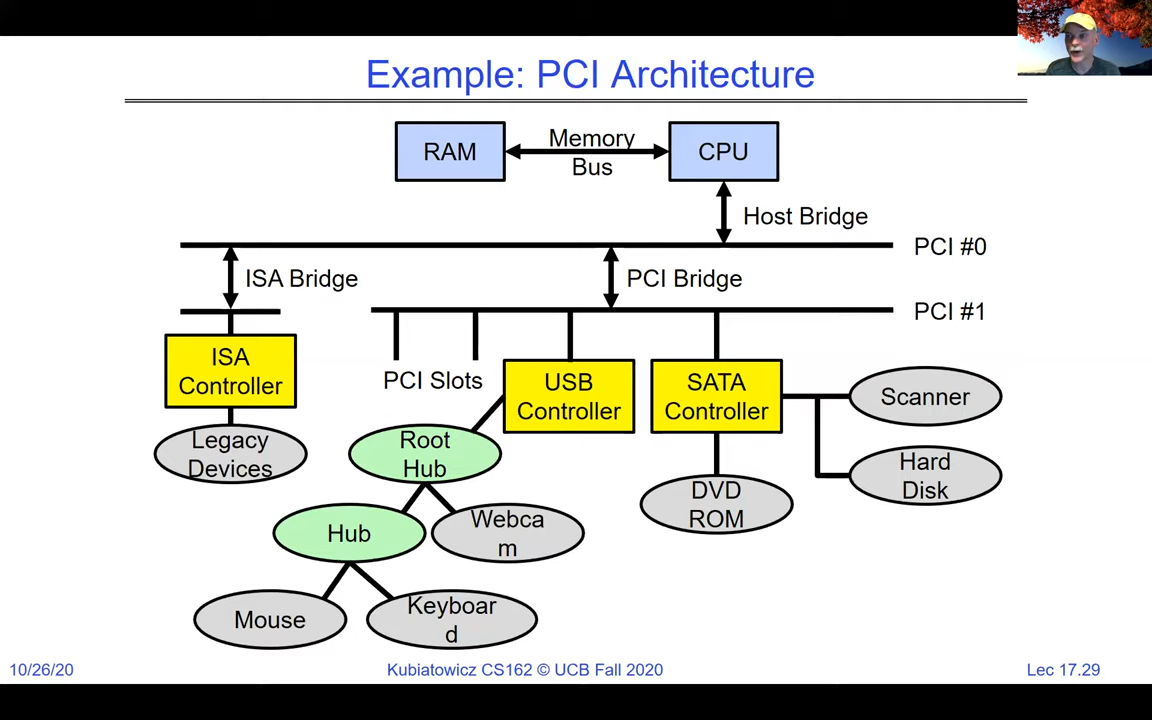 Example: PCI Architecture
RAM
Memory
Bus
CPU
Host Bridge
PCI #0
ISA Bridge
PCI Bridge
PCI #1
ISA
Controller
PCI Slots
USB
Controller
SATA
Controller
Scanner
Legacy
Devices
Root
Hub
Hard
Disk
DVD
ROM
Hub
Webca
m
Mouse
Keyboar
d
10/26/20
Kubiatowicz CS162 © UCB Fall 2020
Lec 17.29